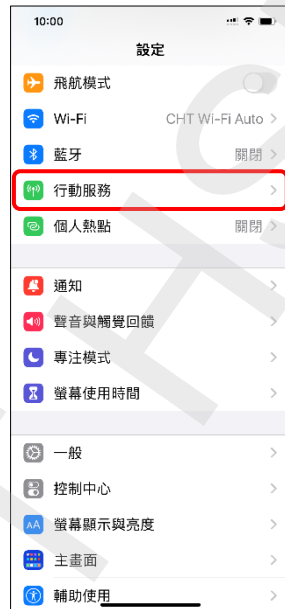 10:00
設定
飛航模式
Wi-Fi CHT Wi-Fi Auto
藍牙 關閉
行動服務
個人熱點 關閉
通知
聲音與觸覺回饋
專注模式
螢幕使用時間
一般
控制中心
AA 螢幕顯示與亮度
主畫面
輔助使用